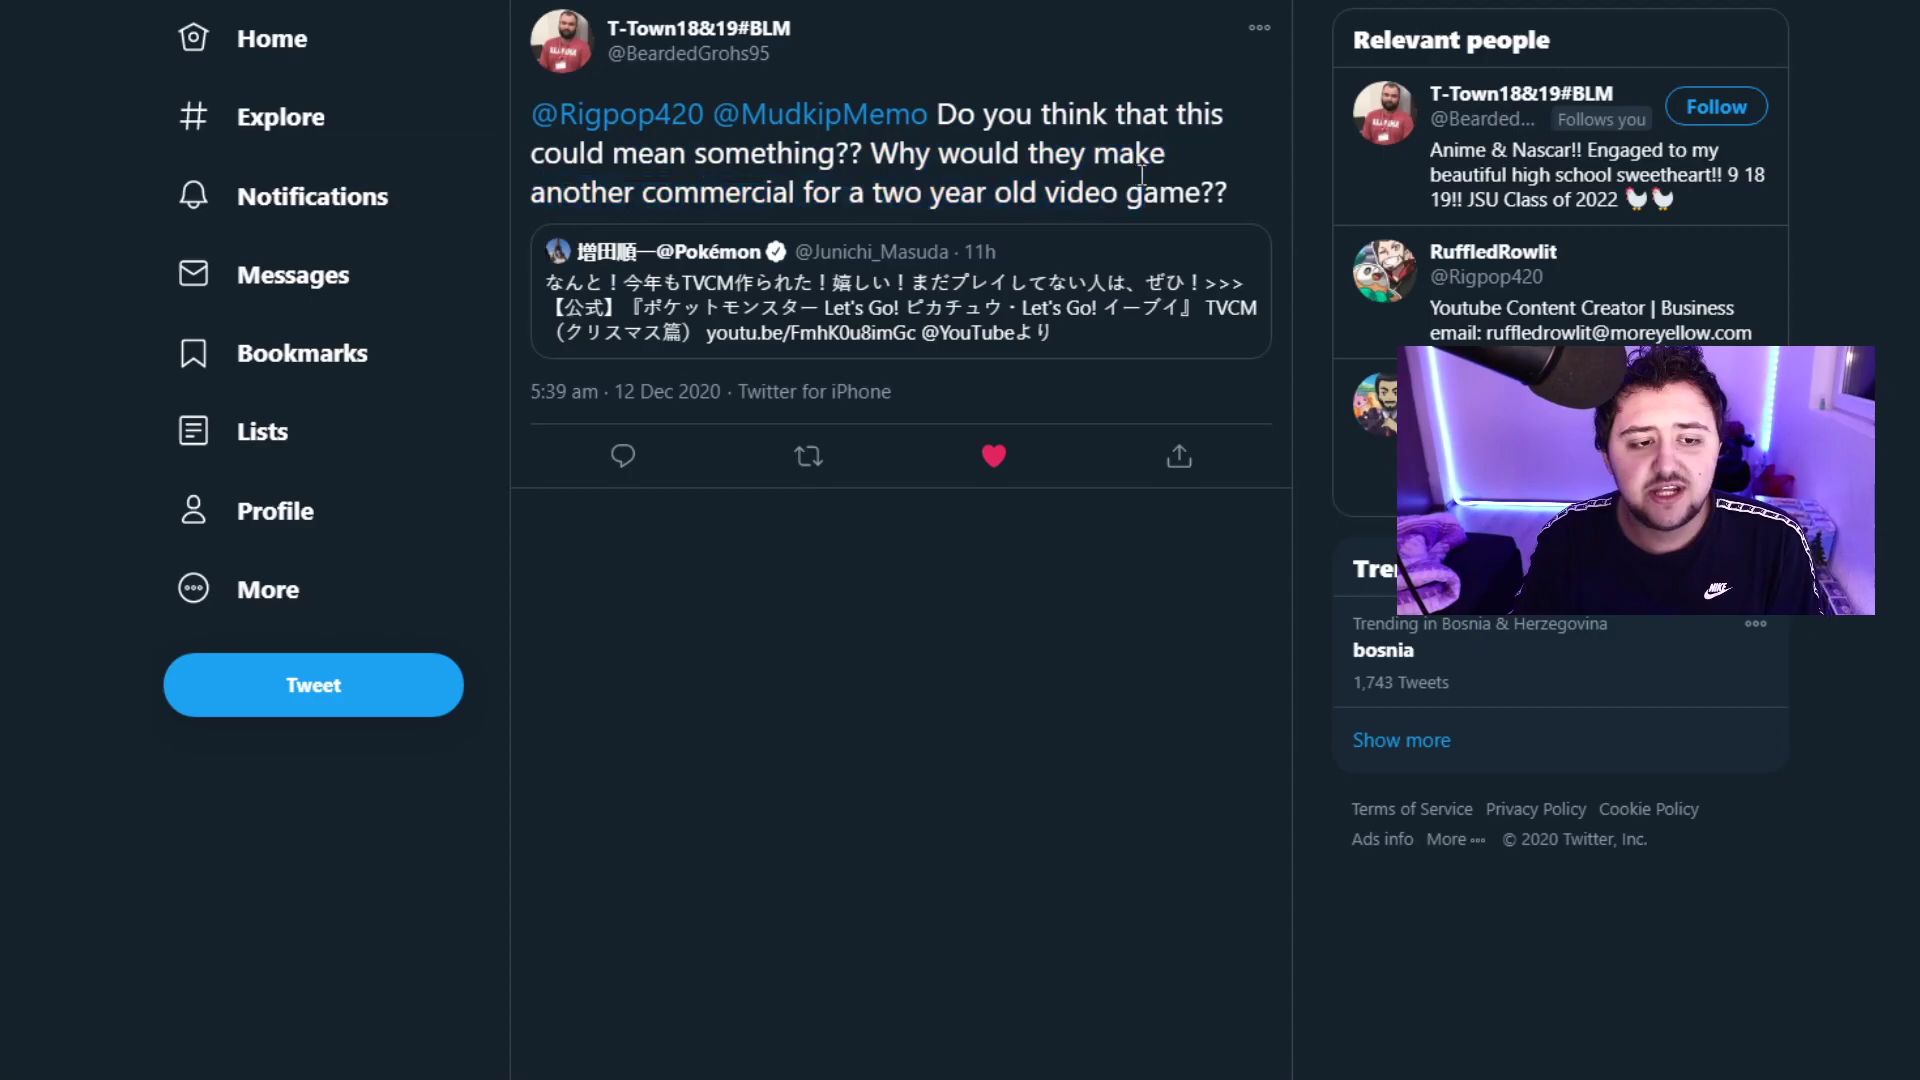 Home
Explore
Notifications
Messages
Bookmarks
Lists
Profile
More
Tweet
T-Town18&19#BLM
@BeardedGrohs95
@Rigpop420 @MudkipMemo Do you think that this
could mean something?? Why would they make
another commercial for a two year old video game??
増田順一@Pokémon @Junichi_Masuda · 11h
なんと！今年もTVCM作られた！嬉しい！まだプレイしてない人は、ぜひ！>>>
【公式】『ポケットモンスター Let's Go! ピカチュウ・Let's Go! イーブイ』 TVCM
（クリスマス篇） youtu.be/FmhK0u8imGc @YouTubeより
5:39 am · 12 Dec 2020 · Twitter for iPhone
Relevant people
T-Town18&19#BLM
@Bearded... Follows you
Follow
Anime & Nascar!! Engaged to my
beautiful high school sweetheart!! 9 18
19!! JSU Class of 2022
RuffledRowlit
@Rigpop420
Youtube Content Creator | Business
email: ruffledrowlit@moreyellow.com
NIKE
Trending in Bosnia & Herzegovina
bosnia
1,743 Tweets
Show more
Terms of Service Privacy Policy Cookie Policy
Ads info More © 2020 Twitter, Inc.